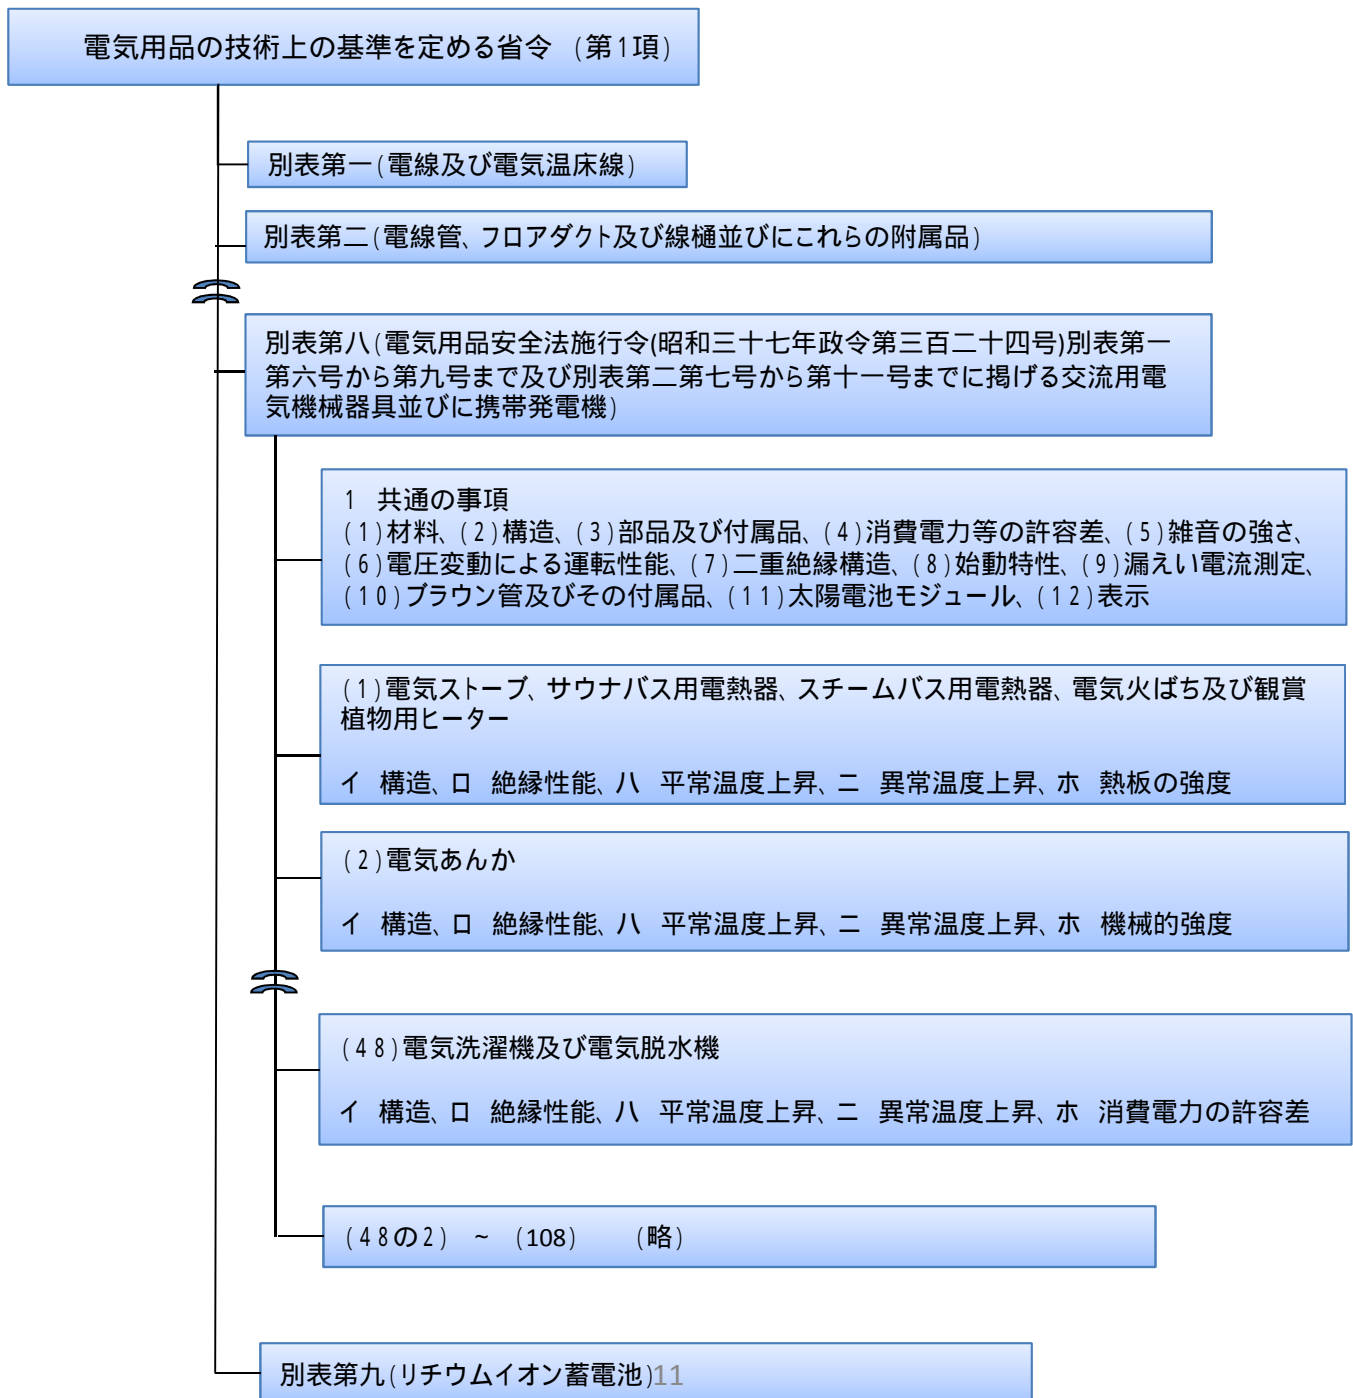 電気用品の技術上の基準を定める省令 (第1項)
別表第一(電線及び電気温床線)
別表第二(電線管、フロアダクト及び線樋並びにこれらの附属品)
別表第八(電気用品安全法施行令(昭和三十七年政令第三百二十四号)別表第一
第六号から第九号まで及び別表第二第七号から第十一号までに掲げる交流用電
気機械器具並びに携帯発電機)
1 共通の事項
(1)材料、(2)構造、(3)部品及び付属品、(4)消費電力等の許容差、(5)雑音の強さ、
(6)電圧変動による運転性能、(7)二重絶縁構造、(8)始動特性、(9)漏えい電流測定、
(10)ブラウン管及びその付属品、(11)太陽電池モジュール、(12)表示
(1)電気ストーブ、サウナバス用電熱器、スチームバス用電熱器、電気火ばち及び観賞
植物用ヒーター
イ 構造、ロ 絶縁性能、ハ 平常温度上昇、ニ 異常温度上昇、ホ 熱板の強度
(2)電気あんか
イ 構造、ロ 絶縁性能、ハ 平常温度上昇、ニ 異常温度上昇、ホ 機械的強度
(48)電気洗濯機及び電気脱水機
イ 構造、ロ 絶縁性能、ハ 平常温度上昇、ニ 異常温度上昇、ホ 消費電力の許容差
(48の2) ~ (108) (略)
別表第九(リチウムイオン蓄電池)11